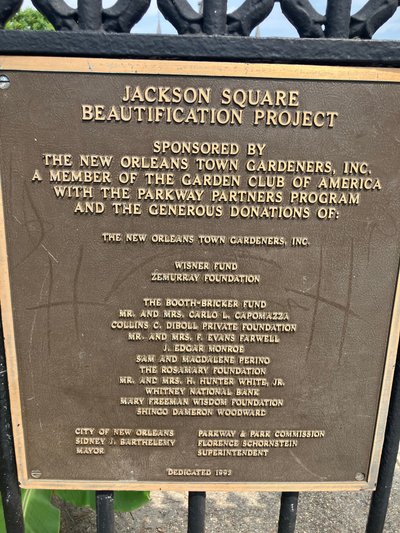 JACKSON SQUARE
BEAUTIFICATION PROJECT
SPONSORED BY
THE NEW ORLEANS TOWN GARDENERS, INC.
A MEMBER OF THE GARDEN CLUB OF AMERICA
WITH THE PARKWAY PARTNERS PROGRAM
AND THE GENEROUS DONATIONS OF:
THE NEW ORLEANS TOWN GARDENERS, INC.
WISNER FUND
ZEMURRAY FOUNDATION
THE BOOTH-BRICKER FUND
MR. AND MRS. CARLO L. CAPOMAZZA
COLLINS C. DIBOLL PRIVATE FOUNDATION
MR. AND MRS. F. EVANS FARWELL
J. EDGAR MONROE
SAM AND MAGDALENE PERINO
THE ROSAMARY FOUNDATION
MR. AND MRS. H. HUNTER WHITE, JR.
WHITNEY NATIONAL BANK
MARY FREEMAN WISDOM FOUNDATION
SHINGO DAMERON WOODWARD
CITY OF NEW ORLEANS
SIDNEY J. BARTHELEMY
MAYOR
PARKWAY & PARK COMMISSION
FLORENCE SCHORNSTEIN
SUPERINTENDENT
DEDICATED 1992